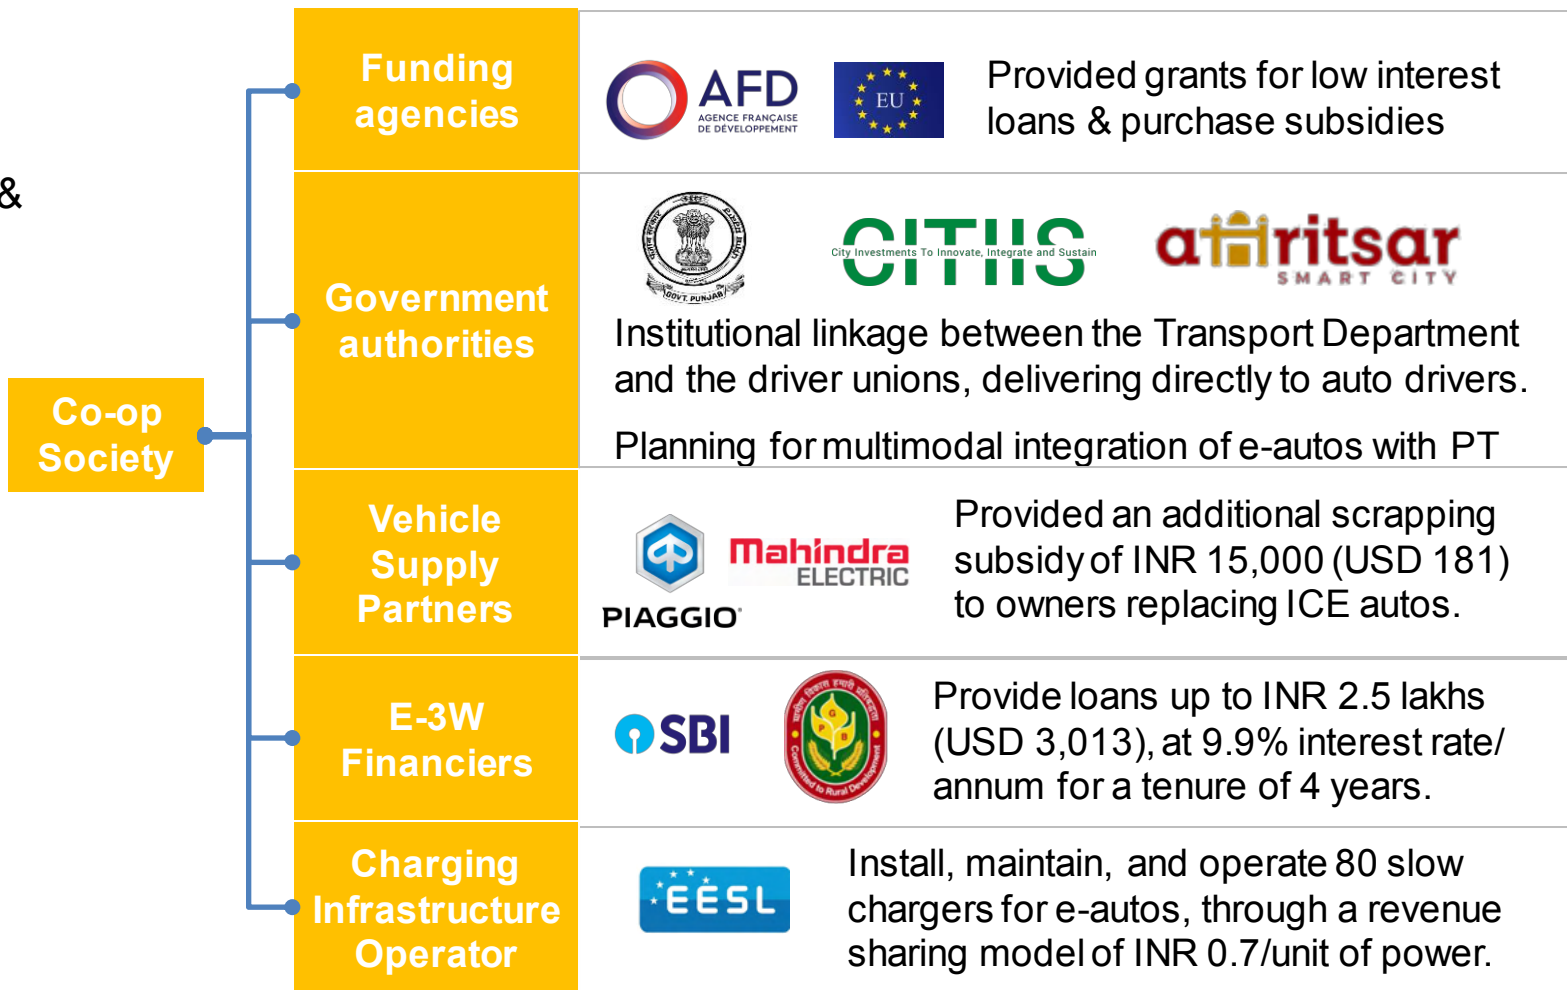 &
Co-op
Society
Funding
agencies
AFD
AGENCE FRANÇAISE
DE DÉVELOPPEMENT
EU
Provided grants for low interest
loans & purchase subsidies
Government
authorities
GOVT. PUNJAB
CITIIS
City Investments To Innovate, Integrate and Sustain
amritsar
SMART CITY
Institutional linkage between the Transport Department
and the driver unions, delivering directly to auto drivers.
Planning for multimodal integration of e-autos with PT
Vehicle
Supply
Partners
PIAGGIO
Mahindra
ELECTRIC
Provided an additional scrapping
subsidy of INR 15,000 (USD 181)
to owners replacing ICE autos.
E-3W
Financiers
SBI
P G B
Committed to Rural Development
Provide loans up to INR 2.5 lakhs
(USD 3,013), at 9.9% interest rate/
annum for a tenure of 4 years.
Charging
Infrastructure
Operator
EESL
Install, maintain, and operate 80 slow
chargers for e-autos, through a revenue
sharing model of INR 0.7/unit of power.